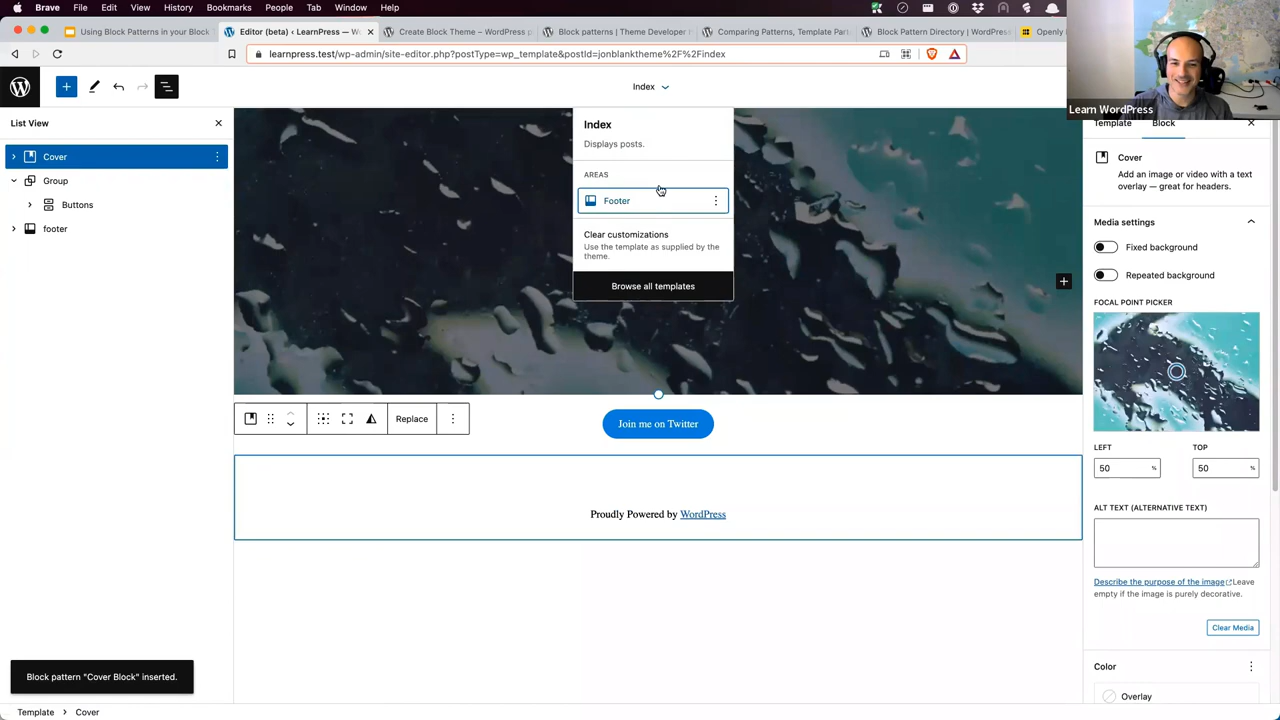 Brave File Edit View History Bookmarks People Tab Window Help
Using Block Patterns in your Block
Editor (beta) ‹ LearnPress — Wo
Create Block Theme – WordPress p
Block patterns | Theme Developer H
Comparing Patterns, Template Part
Block Pattern Directory | WordPress
Openly
learnpress.test/wp-admin/site-editor.php?postType=wp_template&postId=jonblanktheme%2F%2Findex
Learn WordPress
Index
List View
Cover
Group
Buttons
footer
Index
Displays posts.
AREAS
Footer
Clear customizations
Use the template as supplied by the
theme.
Browse all templates
Replace
Join me on Twitter
Proudly Powered by WordPress
Template Block
Cover
Add an image or video with a text
overlay — great for headers.
Media settings
Fixed background
Repeated background
FOCAL POINT PICKER
LEFT TOP
50 % 50 %
ALT TEXT (ALTERNATIVE TEXT)
Describe the purpose of the image Leave
empty if the image is purely decorative.
Clear Media
Color
Overlay
Block pattern "Cover Block" inserted.
Template > Cover